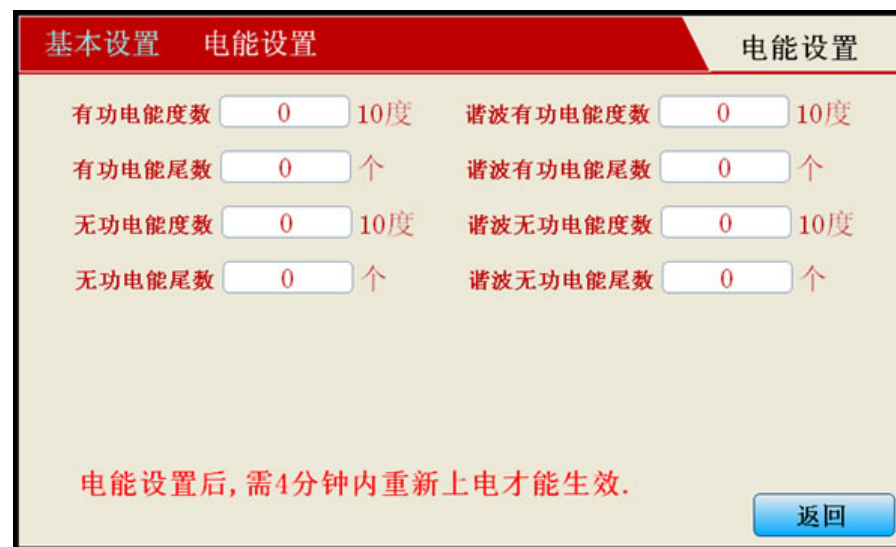 基本设置 电能设置 电能设置
有功电能度数 0 10度 谐波有功电能度数 0 10度
有功电能尾数 0 个 谐波有功电能尾数 0 个
无功电能度数 0 10度 谐波无功电能度数 0 10度
无功电能尾数 0 个 谐波无功电能尾数 0 个
电能设置后,需4分钟内重新上电才能生效.
返回